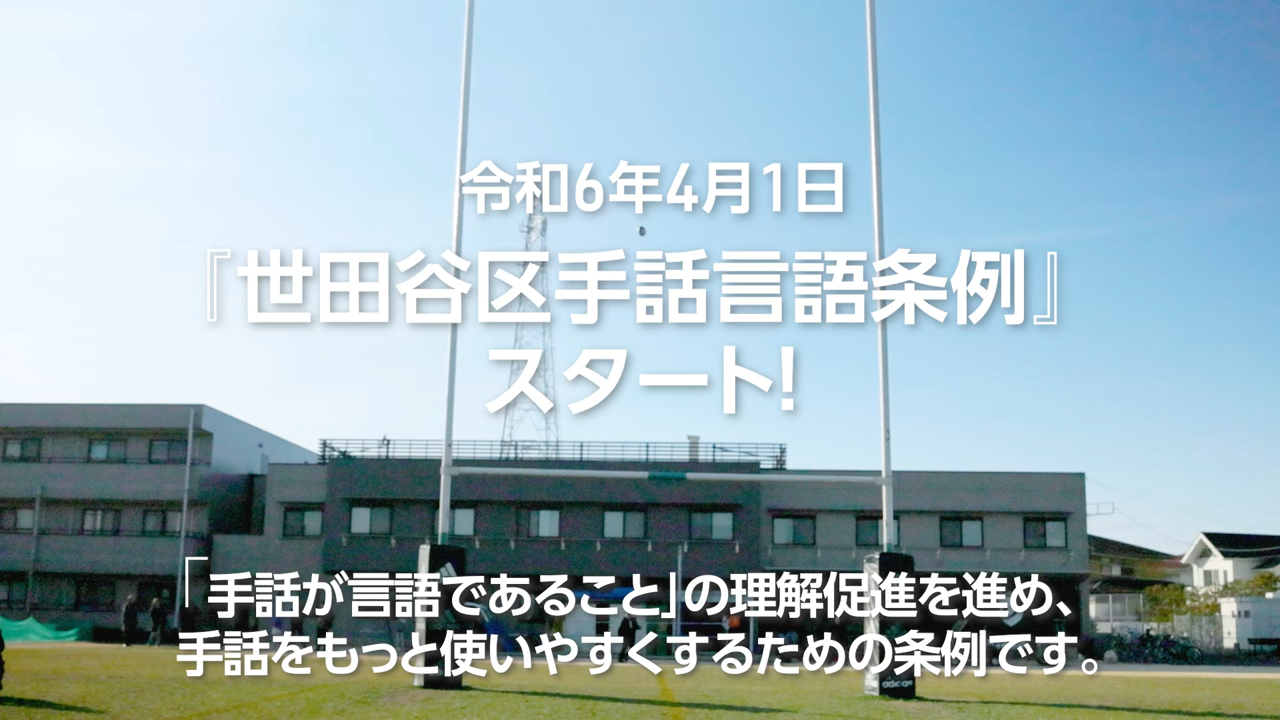 令和6年4月1日
『世田谷区手話言語条例』
スタート!
「手話が言語であること」の理解促進を進め、
手話をもっと使いやすくするための条例です。